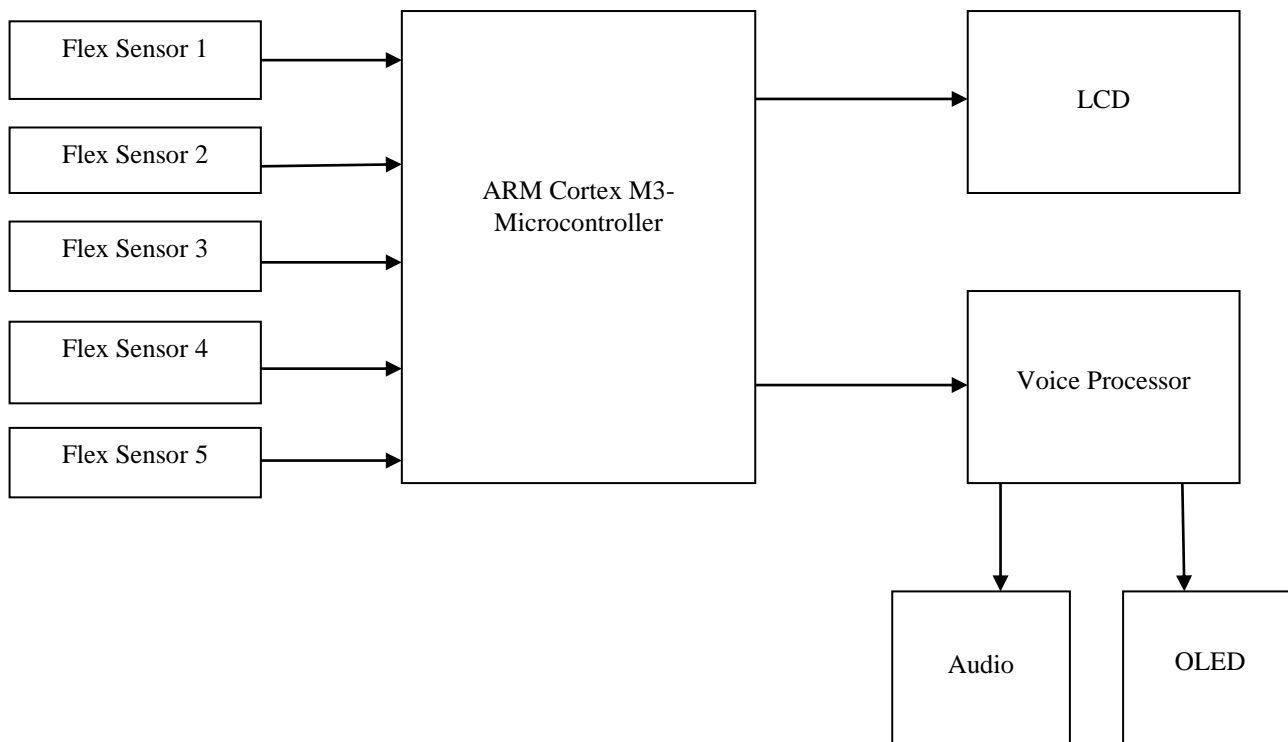 Flex Sensor 1
Flex Sensor 2
Flex Sensor 3
Flex Sensor 4
Flex Sensor 5
ARM Cortex M3-
Microcontroller
LCD
Voice Processor
Audio
OLED